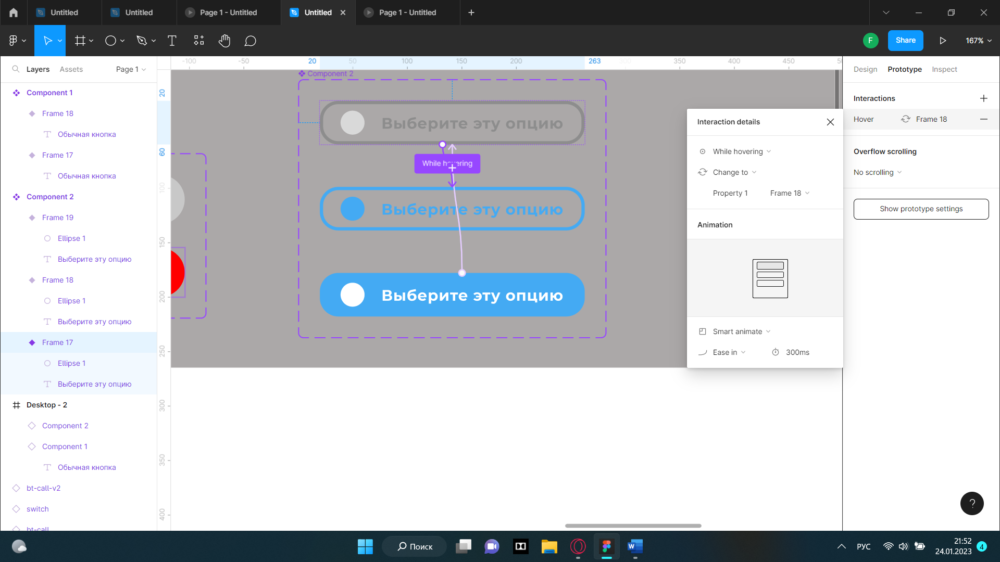 Untitled
Untitled
Page 1 - Untitled
Untitled
Page 1 - Untitled
F
Share
167%
Layers
Assets
Page 1
Component 1
Frame 18
Обычная кнопка
Frame 17
Обычная кнопка
Component 2
Frame 19
Ellipse 1
Выберите эту опцию
Frame 18
Ellipse 1
Выберите эту опцию
Frame 17
Ellipse 1
Выберите эту опцию
Desktop - 2
Component 2
Component 1
Обычная кнопка
bt-call-v2
switch
bt-call
-100 -50 20 50 100 150 200 263 300 350 400 450
20
60
100
150
200
250
300
350
400
Component 2
Выберите эту опцию
While hovering
Выберите эту опцию
Выберите эту опцию
Interaction details
While hovering
Change to
Property 1 Frame 18
Animation
Smart animate
Ease in 300ms
Design Prototype Inspect
Interactions
Hover Frame 18
Overflow scrolling
No scrolling
Show prototype settings
?
Поиск
W
РУС
21:52
24.01.2023
4